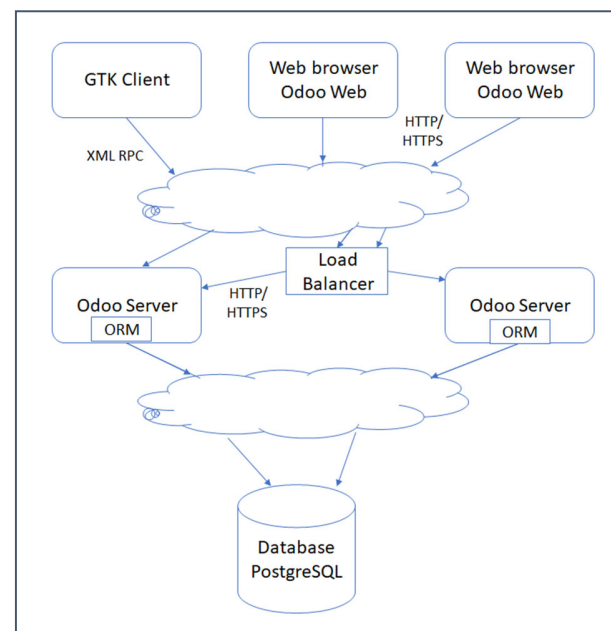 GTK Client
Web browser
Odoo Web
Web browser
Odoo Web
HTTP/
HTTPS
XML RPC
Load
Balancer
Odoo Server
ORM
HTTP/
HTTPS
Odoo Server
ORM
Database
PostgreSQL